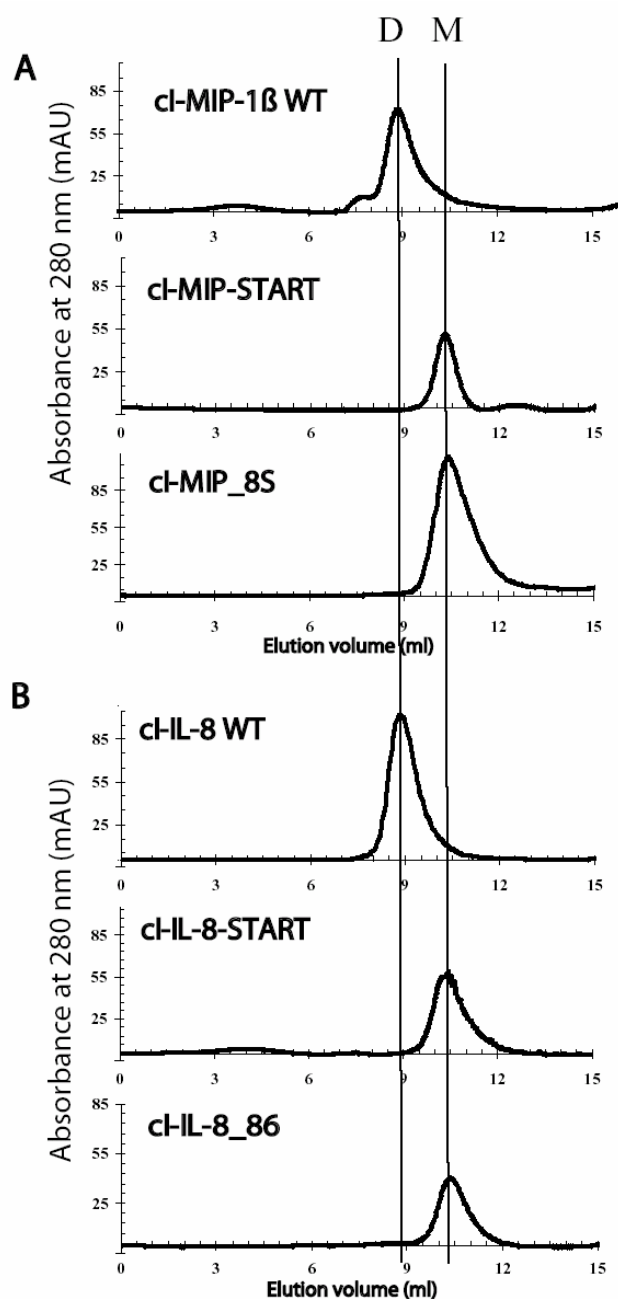 D M
A
Absorbance at 280 nm (mAU)
cl-MIP-1ß WT
85
55
25
0 3 6 9 12 15
cl-MIP-START
85
55
25
0 3 6 9 12 15
cl-MIP_8S
85
55
25
0 3 6 9 12 15
Elution volume (ml)
B
Absorbance at 280 nm (mAU)
cl-IL-8 WT
85
55
25
0 3 6 9 12 15
cl-IL-8-START
85
55
25
0 3 6 9 12 15
cl-IL-8_86
85
55
25
0 3 6 9 12 15
Elution volume (ml)